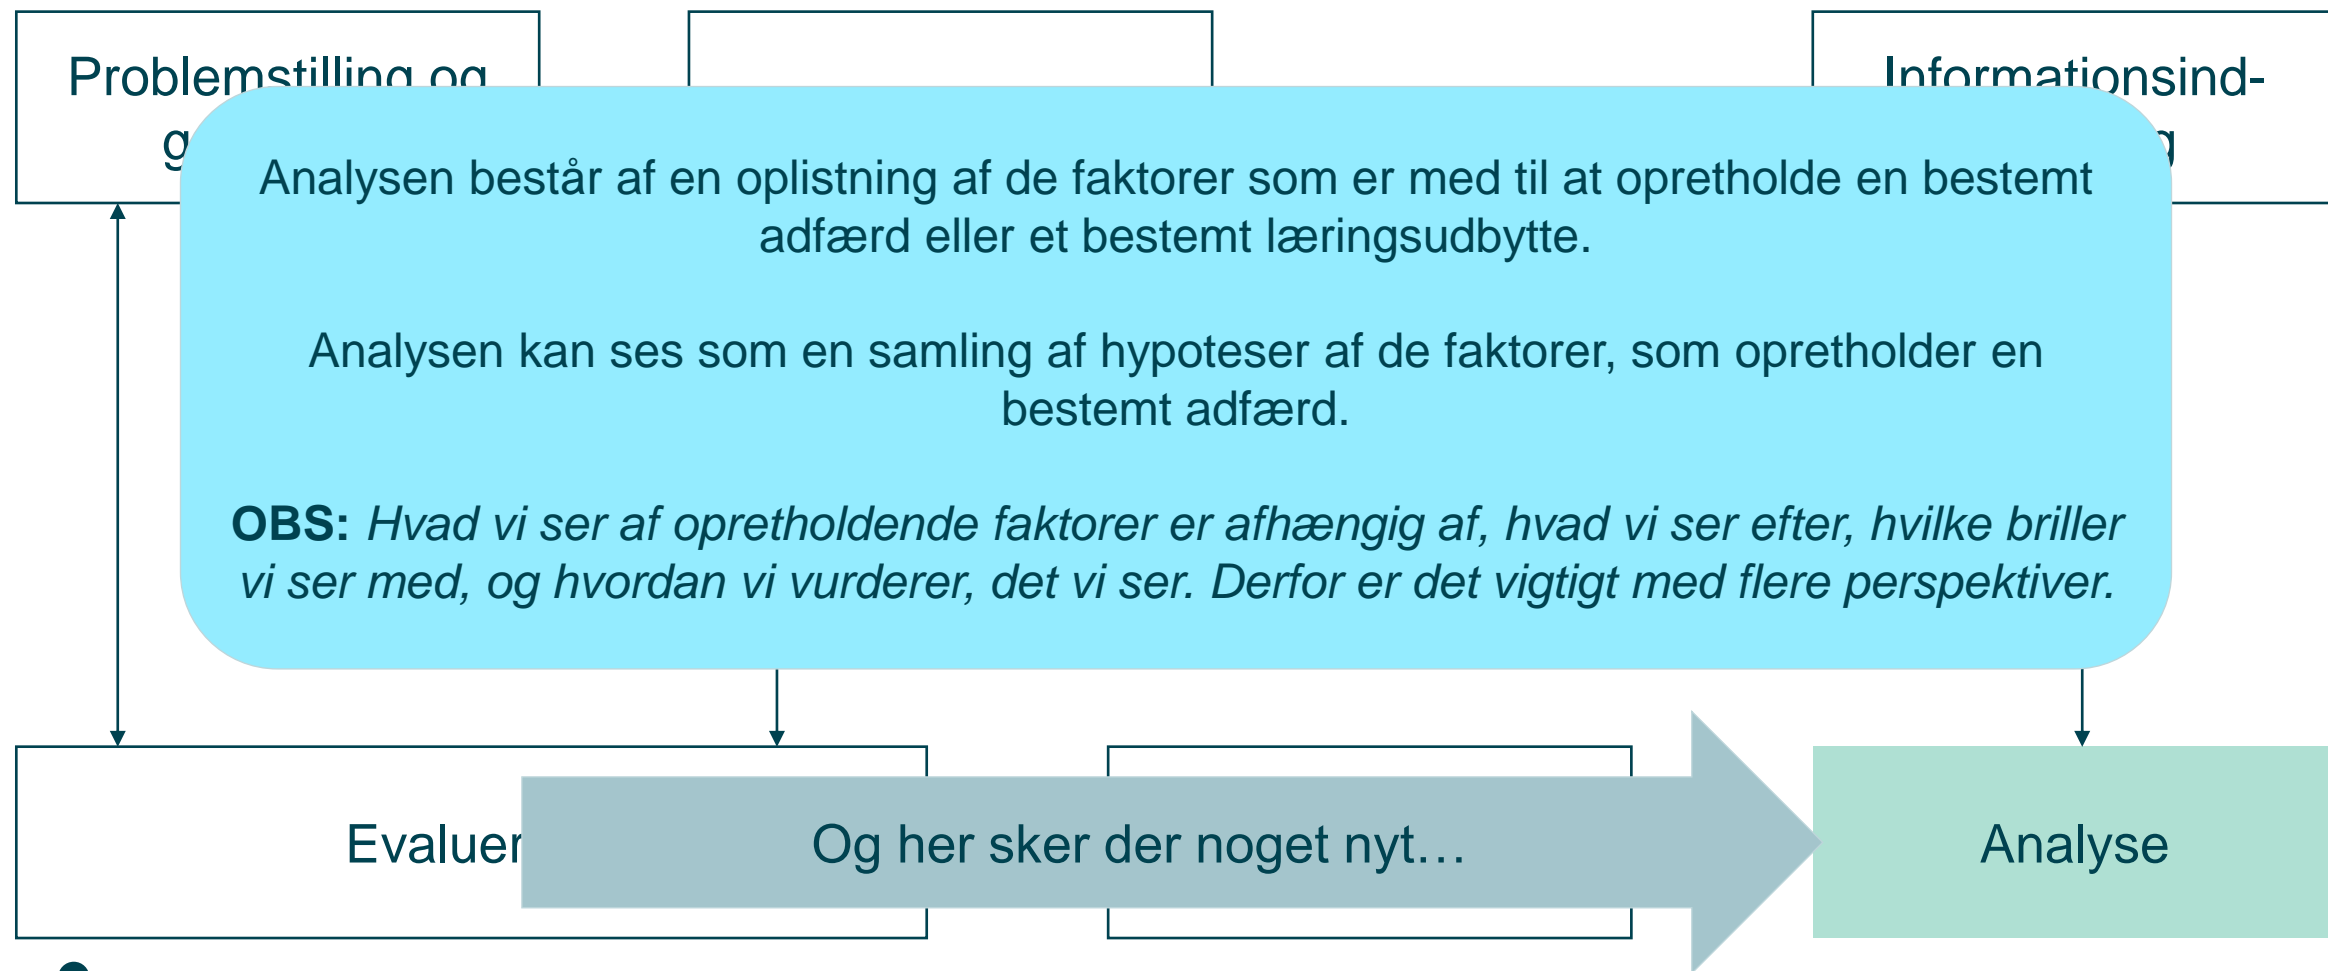 Problemstilling og
Informationsind-
Analysen består af en oplistning af de faktorer som er med til at opretholde en bestemt
adfærd eller et bestemt læringsudbytte.
Analysen kan ses som en samling af hypoteser af de faktorer, som opretholder en
bestemt adfærd.
OBS: Hvad vi ser af opretholdende faktorer er afhængig af, hvad vi ser efter, hvilke briller
vi ser med, og hvordan vi vurderer, det vi ser. Derfor er det vigtigt med flere perspektiver.
Evaluer
Og her sker der noget nyt…
Analyse